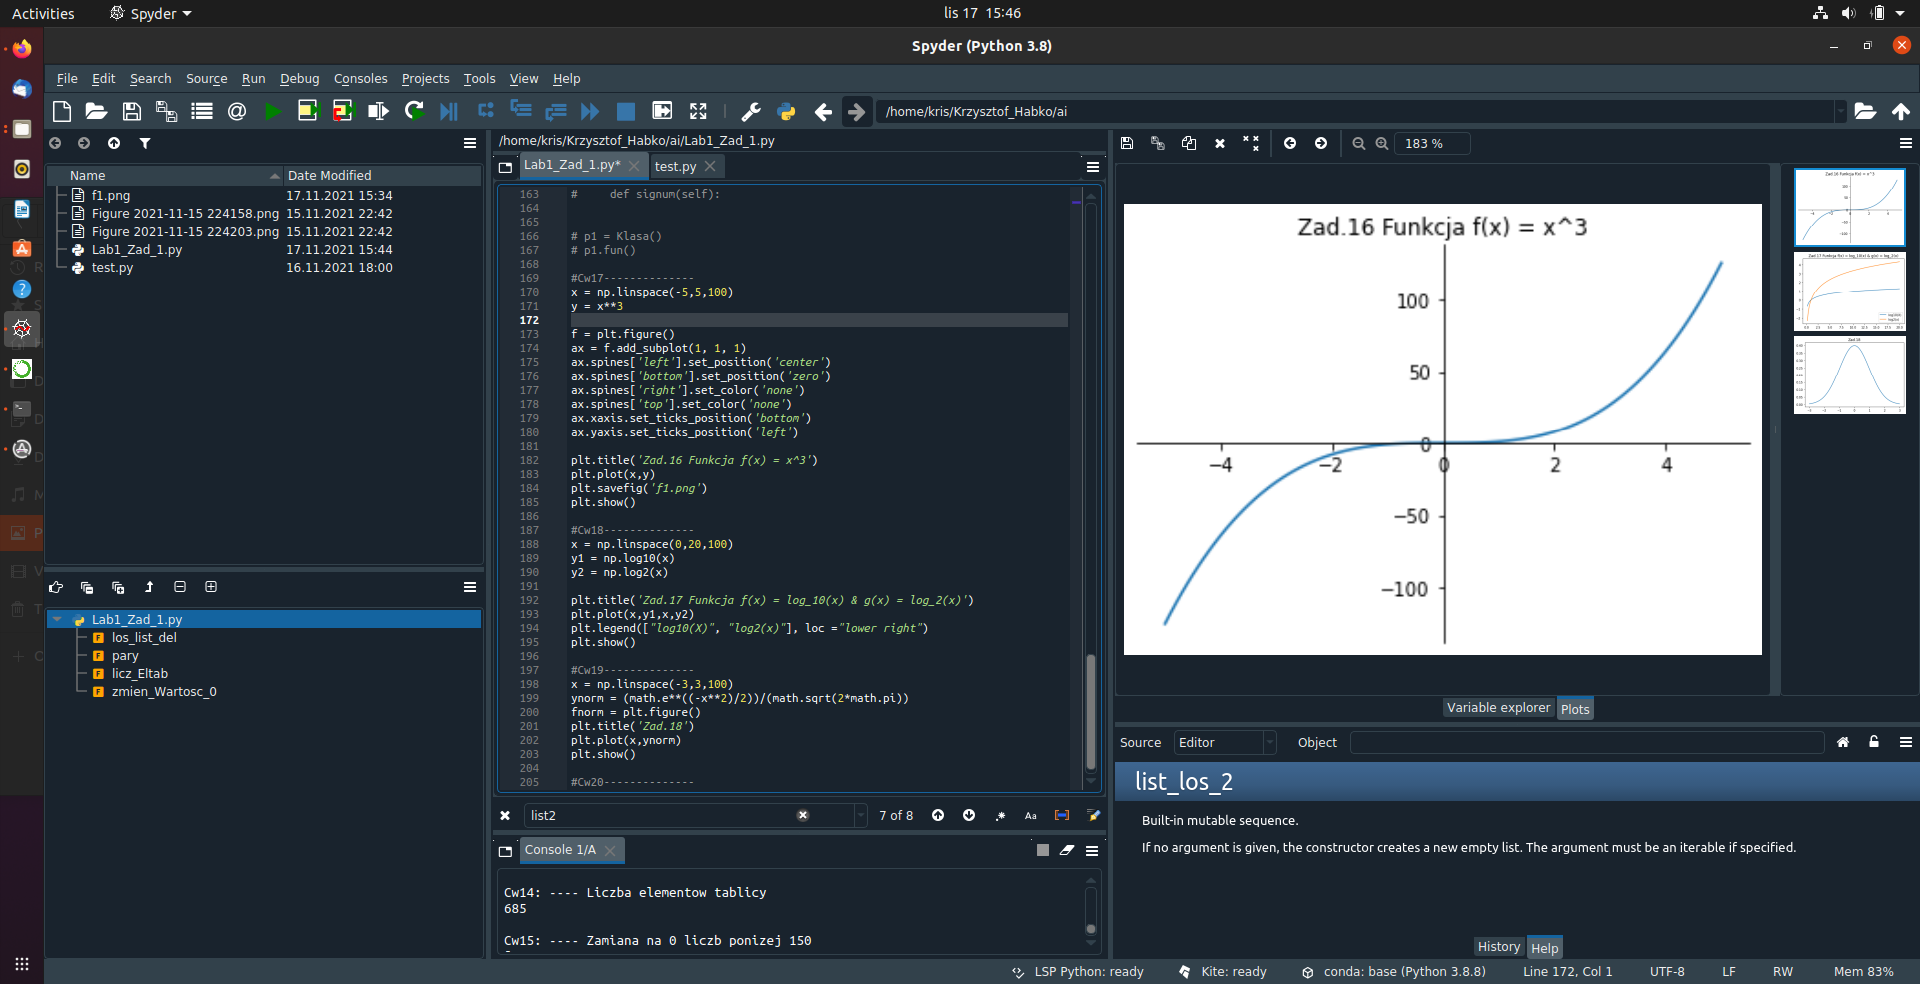 Activities
Spyder
lis 17 15:46
Spyder (Python 3.8)
File Edit Search Source Run Debug Consoles Projects Tools View Help
/home/kris/Krzysztof_Habko/ai
Name Date Modified
f1.png 17.11.2021 15:34
Figure 2021-11-15 224158.png 15.11.2021 22:42
Figure 2021-11-15 224203.png 15.11.2021 22:42
Lab1_Zad_1.py 17.11.2021 15:44
test.py 16.11.2021 18:00
Lab1_Zad_1.py
los_list_del
pary
licz_Eltab
zmien_Wartosc_0
/home/kris/Krzysztof_Habko/ai/Lab1_Zad_1.py
Lab1_Zad_1.py*
test.py
163 #     def signum(self):
164
165
166 # p1 = Klasa()
167 # p1.fun()
168
169 #Cw17--------------
170 x = np.linspace(-5,5,100)
171 y = x**3
172
173 f = plt.figure()
174 ax = f.add_subplot(1, 1, 1)
175 ax.spines['left'].set_position('center')
176 ax.spines['bottom'].set_position('zero')
177 ax.spines['right'].set_color('none')
178 ax.spines['top'].set_color('none')
179 ax.xaxis.set_ticks_position('bottom')
180 ax.yaxis.set_ticks_position('left')
181
182 plt.title('Zad.16 Funkcja f(x) = x^3')
183 plt.plot(x,y)
184 plt.savefig('f1.png')
185 plt.show()
186
187 #Cw18--------------
188 x = np.linspace(0,20,100)
189 y1 = np.log10(x)
190 y2 = np.log2(x)
191
192 plt.title('Zad.17 Funkcja f(x) = log_10(x) & g(x) = log_2(x)')
193 plt.plot(x,y1,x,y2)
194 plt.legend(["log10(X)", "log2(x)"], loc ="lower right")
195 plt.show()
196
197 #Cw19--------------
198 x = np.linspace(-3,3,100)
199 ynorm = (math.e**((-x**2)/2))/(math.sqrt(2*math.pi))
200 fnorm = plt.figure()
201 plt.title('Zad.18')
202 plt.plot(x,ynorm)
203 plt.show()
204
205 #Cw20--------------
list2
7 of 8
Aa
Console 1/A
Cw14: ---- Liczba elementow tablicy
685
Cw15: ---- Zamiana na 0 liczb ponizej 150
183 %
Zad.16 Funkcja f(x) = x^3
100
50
0
−4 −2 0 2 4
−50
−100
Zad.16 Funkcja f(x) = x^3
Zad.17 Funkcja f(x) = log_10(x) & g(x) = log_2(x)
Zad.18
Variable explorer Plots
Source Editor Object
list_los_2
Built-in mutable sequence.
If no argument is given, the constructor creates a new empty list. The argument must be an iterable if specified.
History Help
LSP Python: ready Kite: ready conda: base (Python 3.8.8) Line 172, Col 1 UTF-8 LF RW Mem 83%